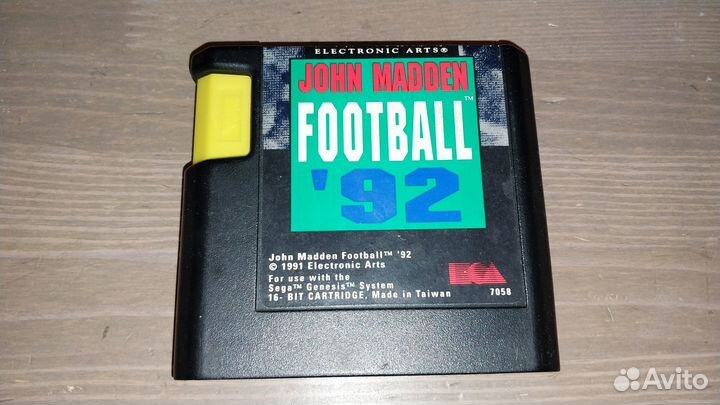 ELECTRONIC ARTS®
JOHN MADDEN
FOOTBALL™
'92
John Madden Football™ '92
© 1991 Electronic Arts
For use with the
Sega™ Genesis™ System
16- BIT CARTRIDGE, Made in Taiwan
EA
7058
Avito